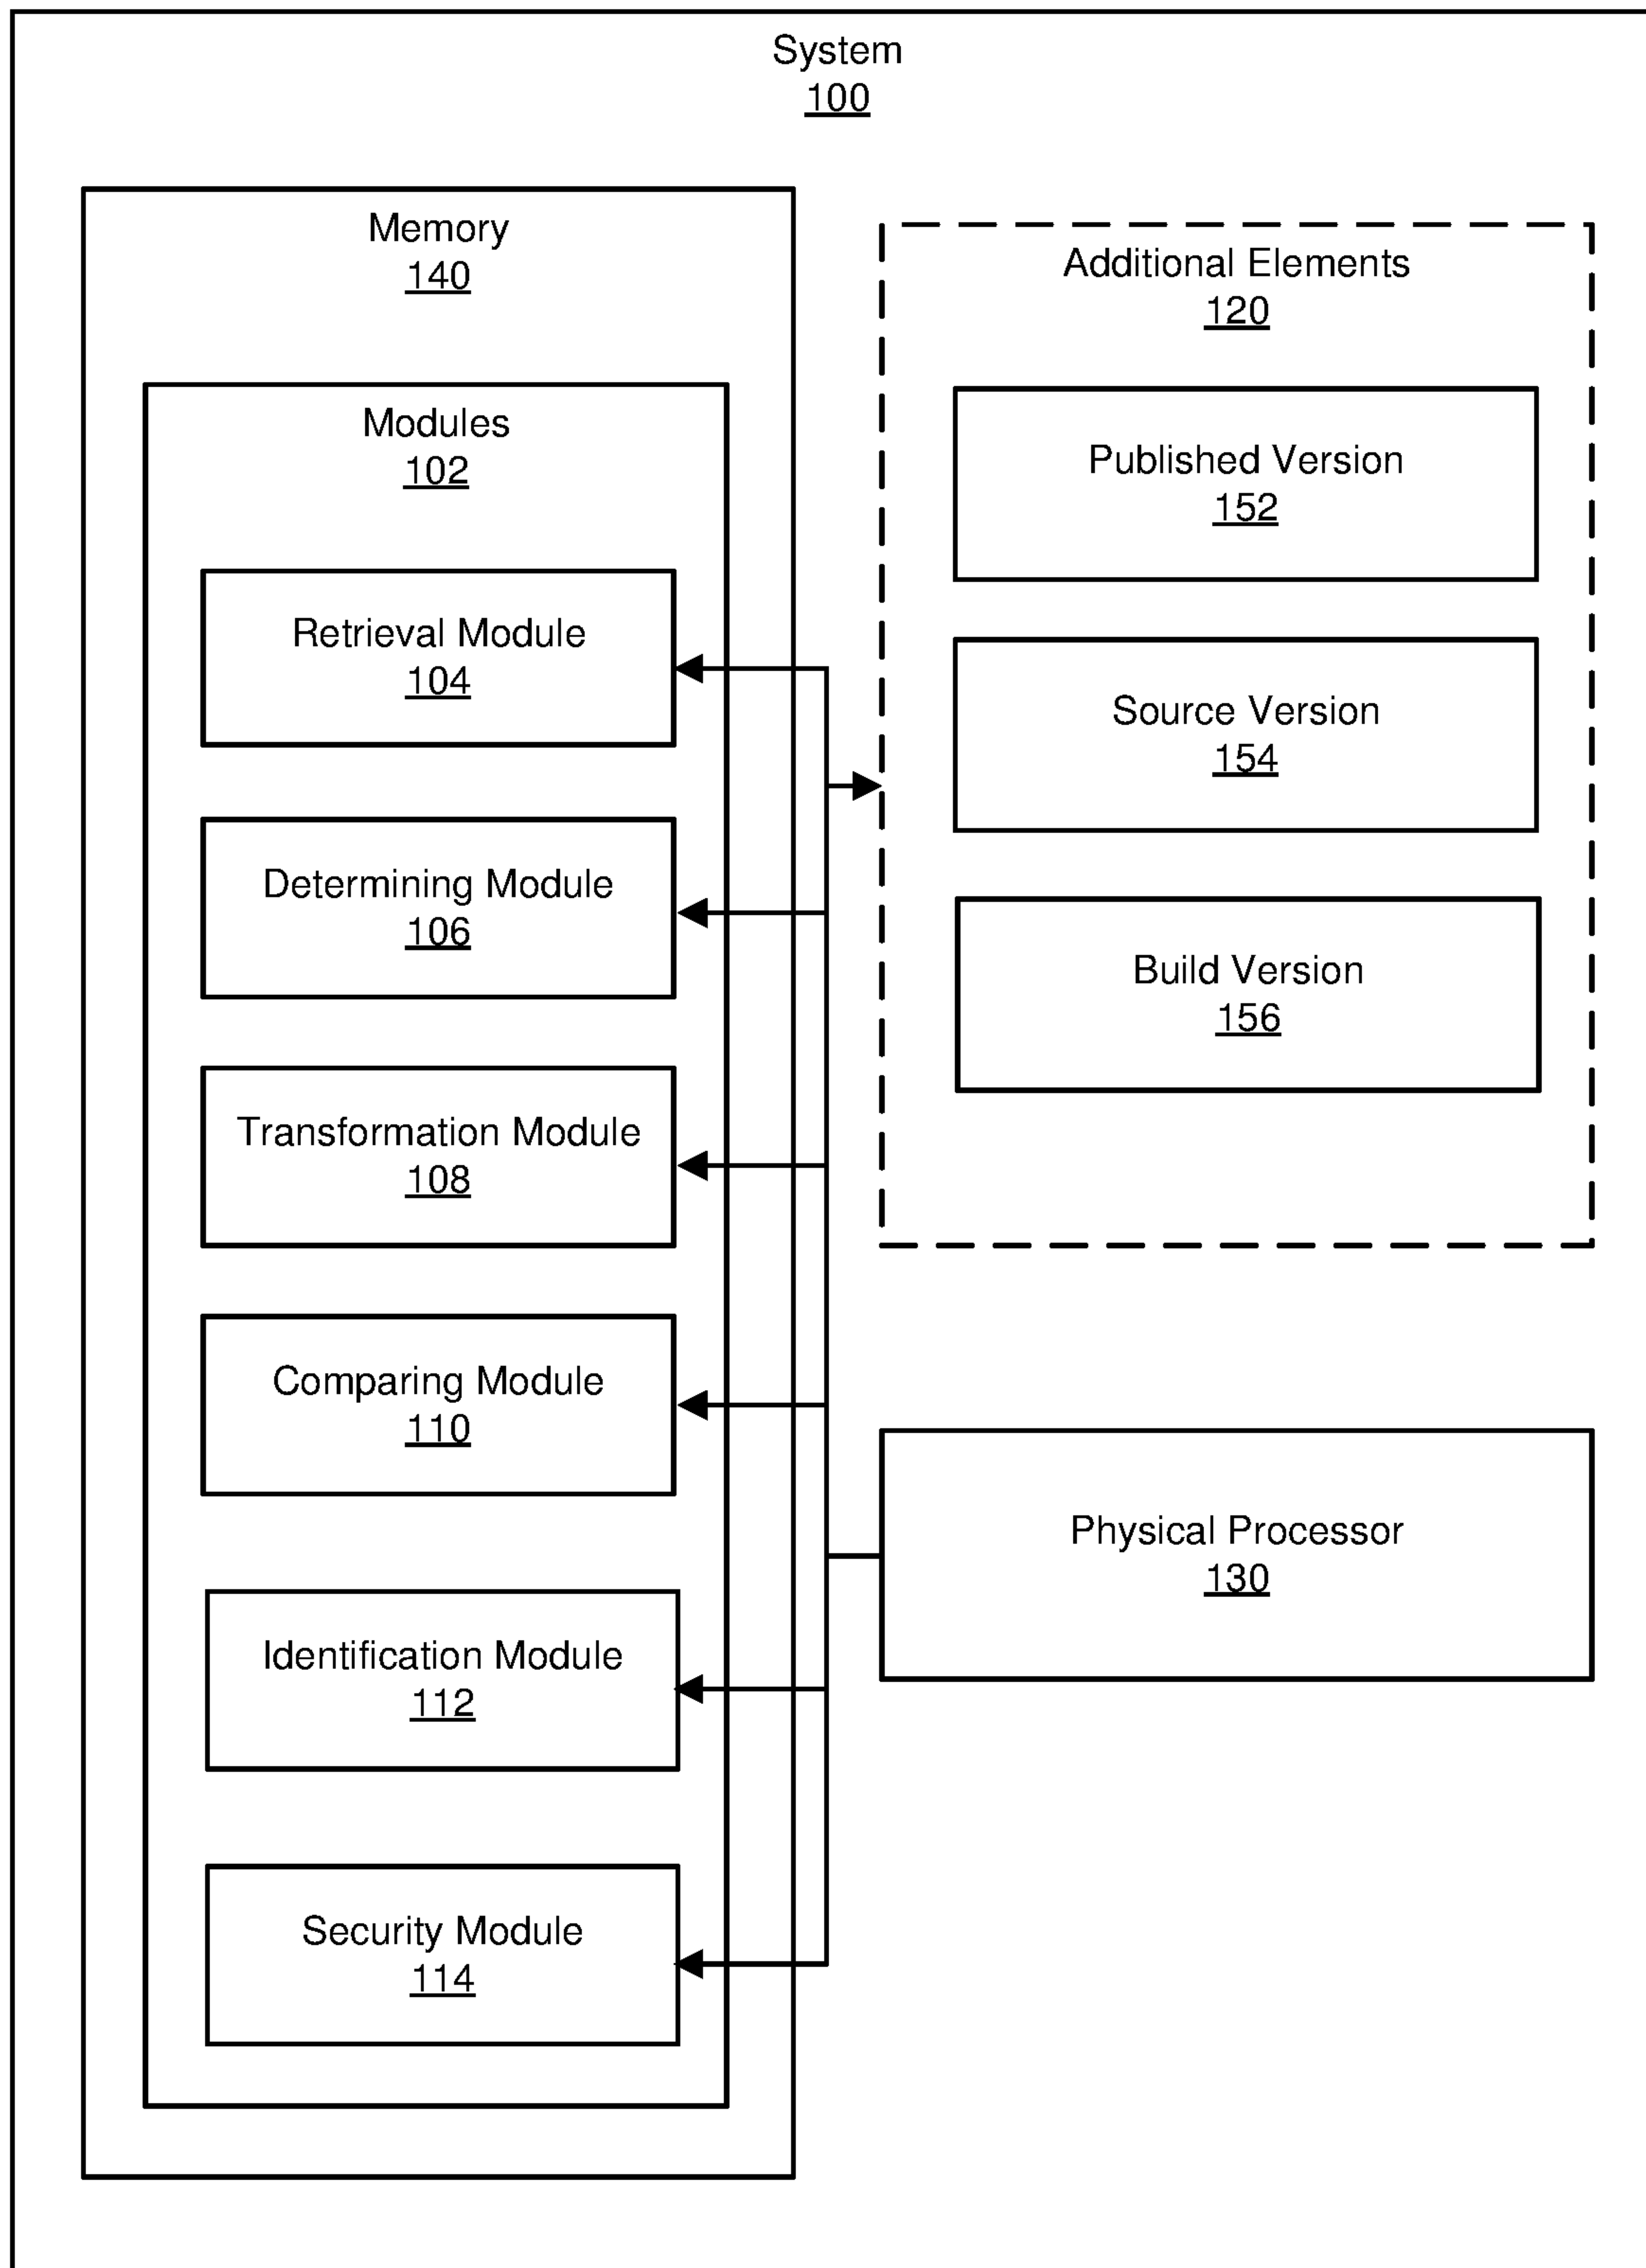 System
100
Memory
140
Modules
102
Retrieval Module
104
Determining Module
106
Transformation Module
108
Comparing Module
110
Identification Module
112
Security Module
114
Additional Elements
120
Published Version
152
Source Version
154
Build Version
156
Physical Processor
130